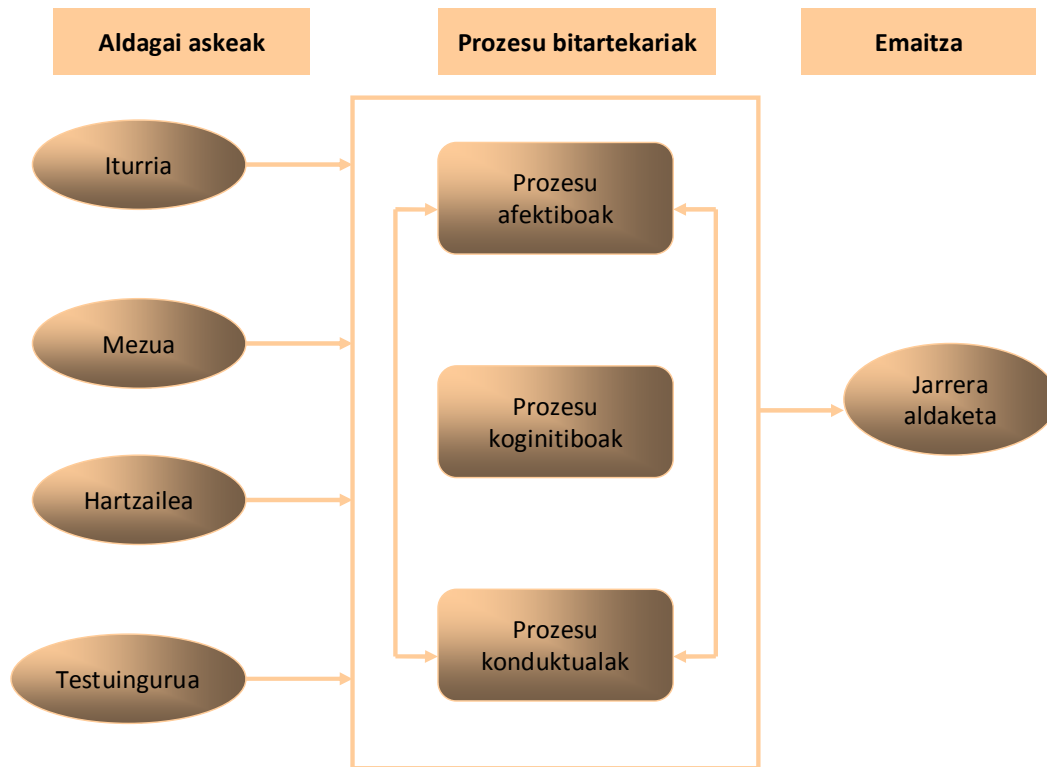 Aldagai askeak
Prozesu bitartekariak
Emaitza
Iturria
Mezua
Hartzailea
Testuingurua
Prozesu
afektiboak
Prozesu
koginitiboak
Prozesu
konduktualak
Jarrera
aldaketa